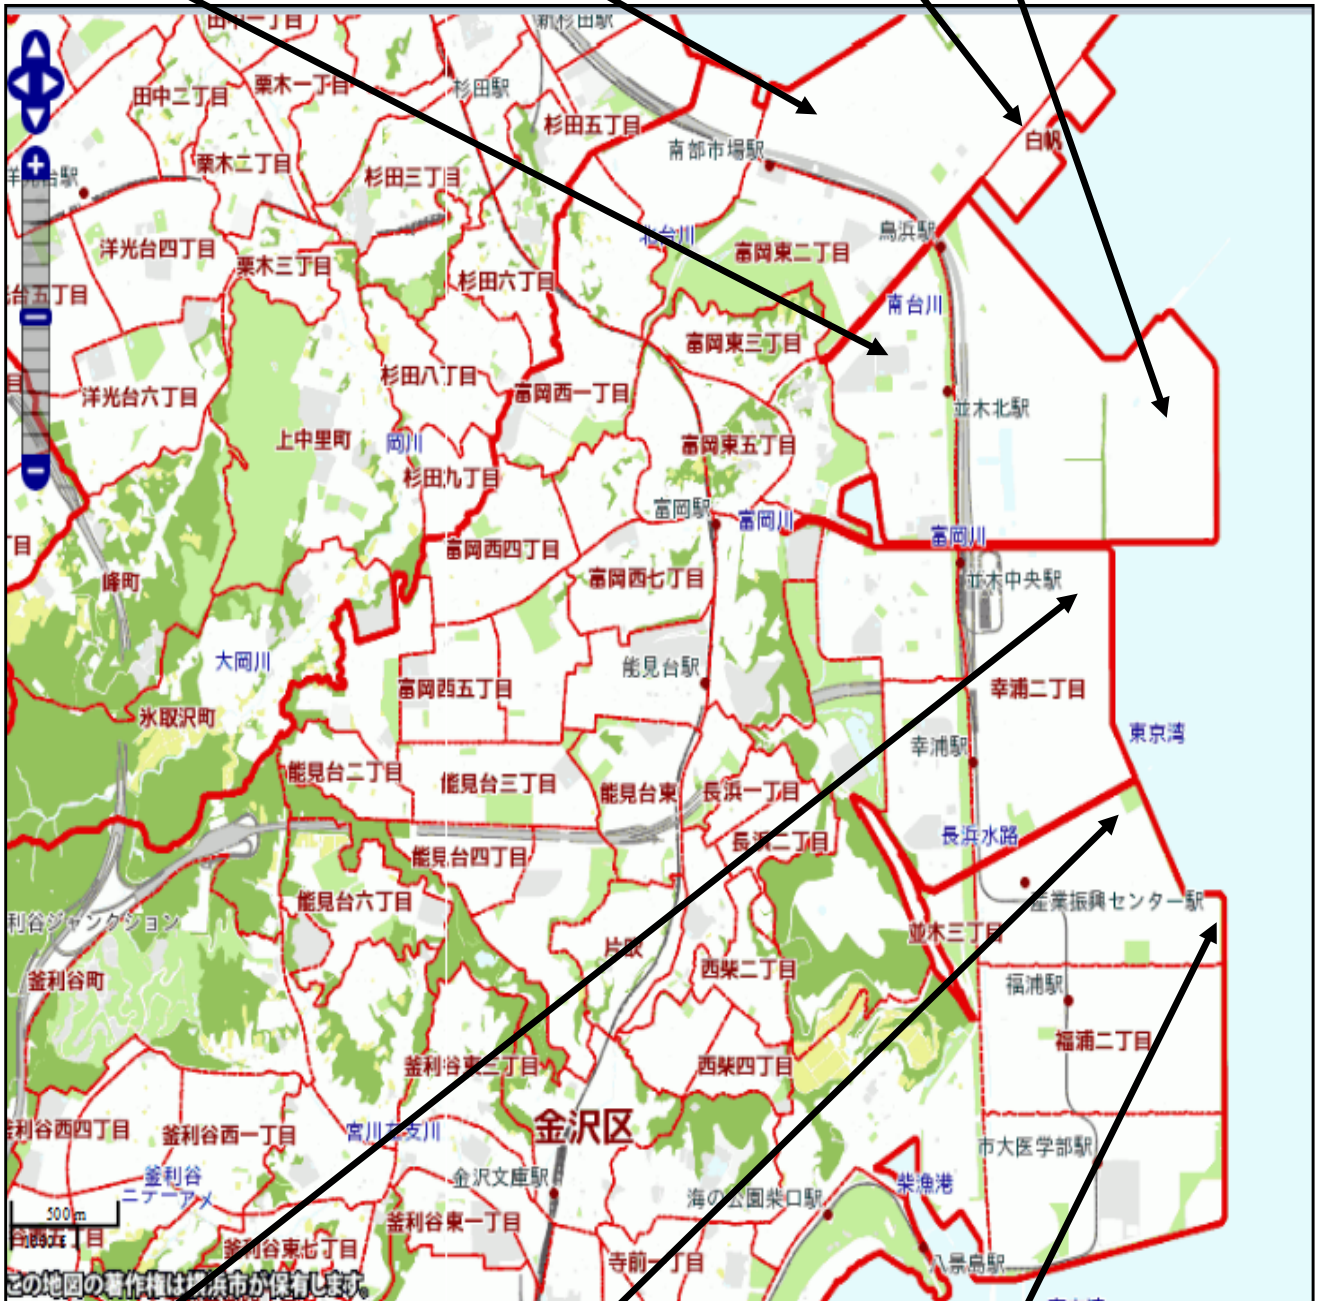 田中一丁目
新杉田駅
栗木一丁目
杉田駅
田中二丁目
杉田五丁目
白帆
南部市場駅
栗木二丁目
杉田三丁目
洋光台駅
鳥浜駅
北台川
洋光台四丁目
富岡東二丁目
栗木三丁目
杉田六丁目
台五丁目
南台川
富岡東三丁目
杉田八丁目
富岡西一丁目
洋光台六丁目
並木北駅
上中里町
岡川
富岡東五丁目
杉田九丁目
富岡駅
富岡川
富岡川
丁目
富岡西四丁目
峰町
富岡西七丁目
並木中央駅
大岡川
能見台駅
富岡西五丁目
幸浦二丁目
氷取沢町
東京湾
幸浦駅
能見台二丁目
能見台三丁目
能見台東
長浜一丁目
長浜水路
長浜二丁目
能見台四丁目
産業振興センター駅
能見台六丁目
利谷ジャンクション
並木三丁目
片吹
西柴二丁目
釜利谷町
福浦駅
福浦二丁目
釜利谷東三丁目
西柴四丁目
金沢区
釜利谷西四丁目
釜利谷西一丁目
宮川左支川
市大医学部駅
釜利谷
金沢文庫駅
柴漁港
海の公園柴口駅
500 m
釜利谷東一丁目
丁目
釜利谷東七丁目
寺前一丁目
八景島駅
この地図の著作権は横浜市が保有します。